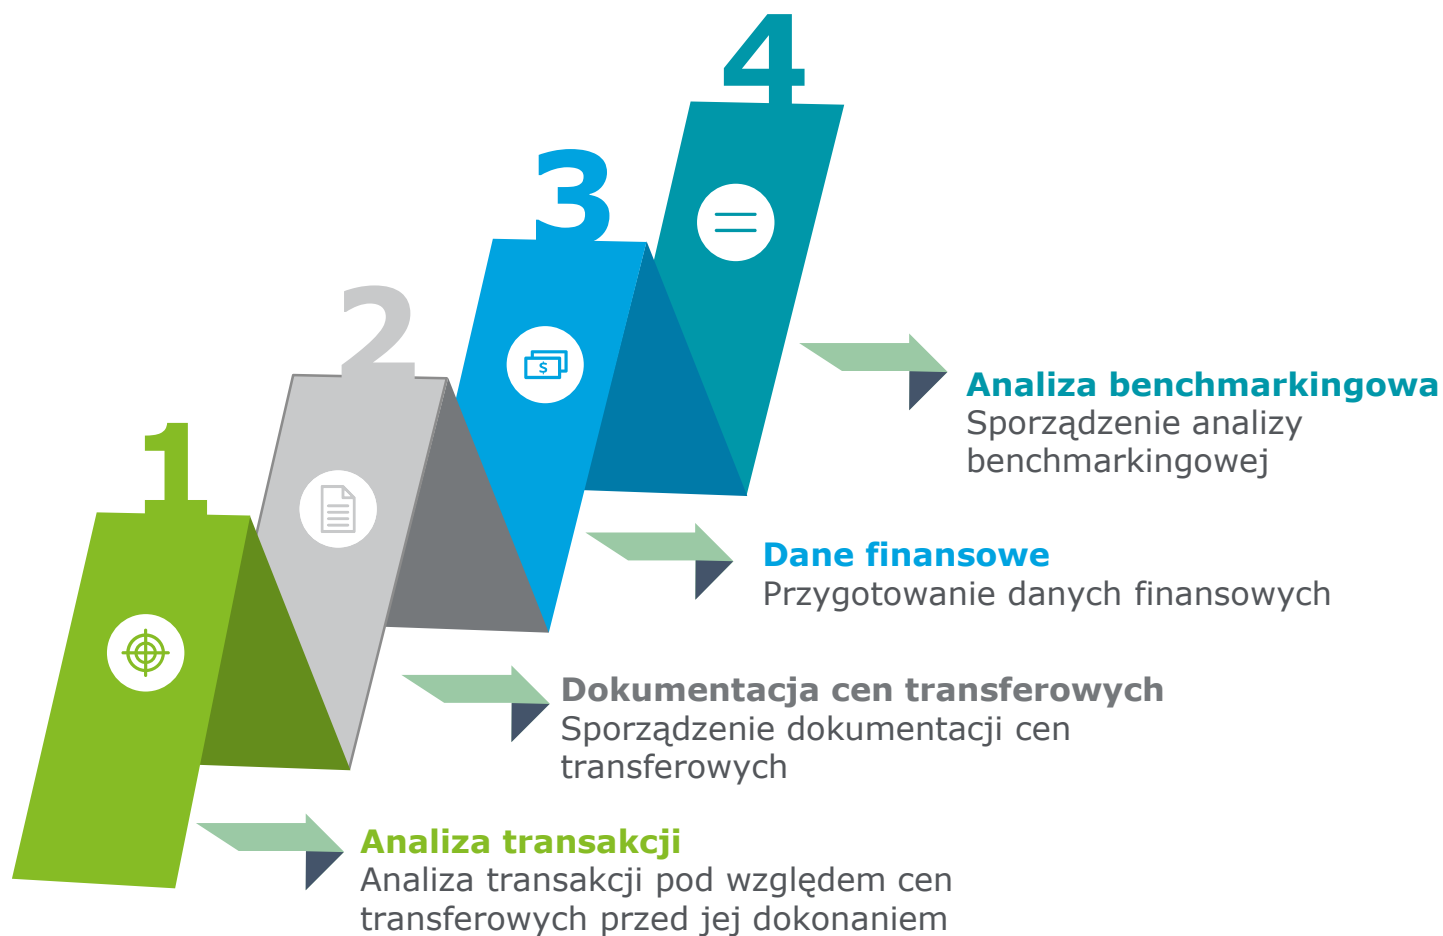 4
3
2
1
$
Analiza benchmarkingowa
Sporządzenie analizy
benchmarkingowej
Dane finansowe
Przygotowanie danych finansowych
Dokumentacja cen transferowych
Sporządzenie dokumentacji cen
transferowych
Analiza transakcji
Analiza transakcji pod względem cen
transferowych przed jej dokonaniem